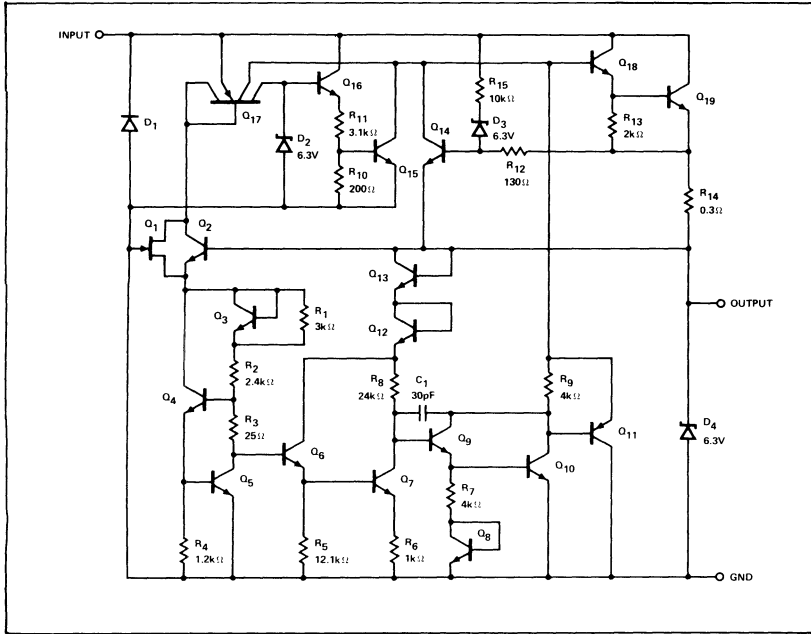 INPUT
Q18
Q16
R15
10kΩ
Q19
Q17
R11
3.1kΩ
D3
6.3V
Q14
R13
2kΩ
D1
D2
6.3V
R10
200Ω
Q15
R12
130Ω
R14
0.3Ω
Q1
Q2
Q13
OUTPUT
Q3
R1
3kΩ
Q12
R2
2.4kΩ
R8
24kΩ
C1
30pF
R9
4kΩ
Q4
R3
25Ω
Q6
Q9
Q11
D4
6.3V
Q5
Q7
Q10
R7
4kΩ
R4
1.2kΩ
R5
12.1kΩ
R6
1kΩ
Q8
GND